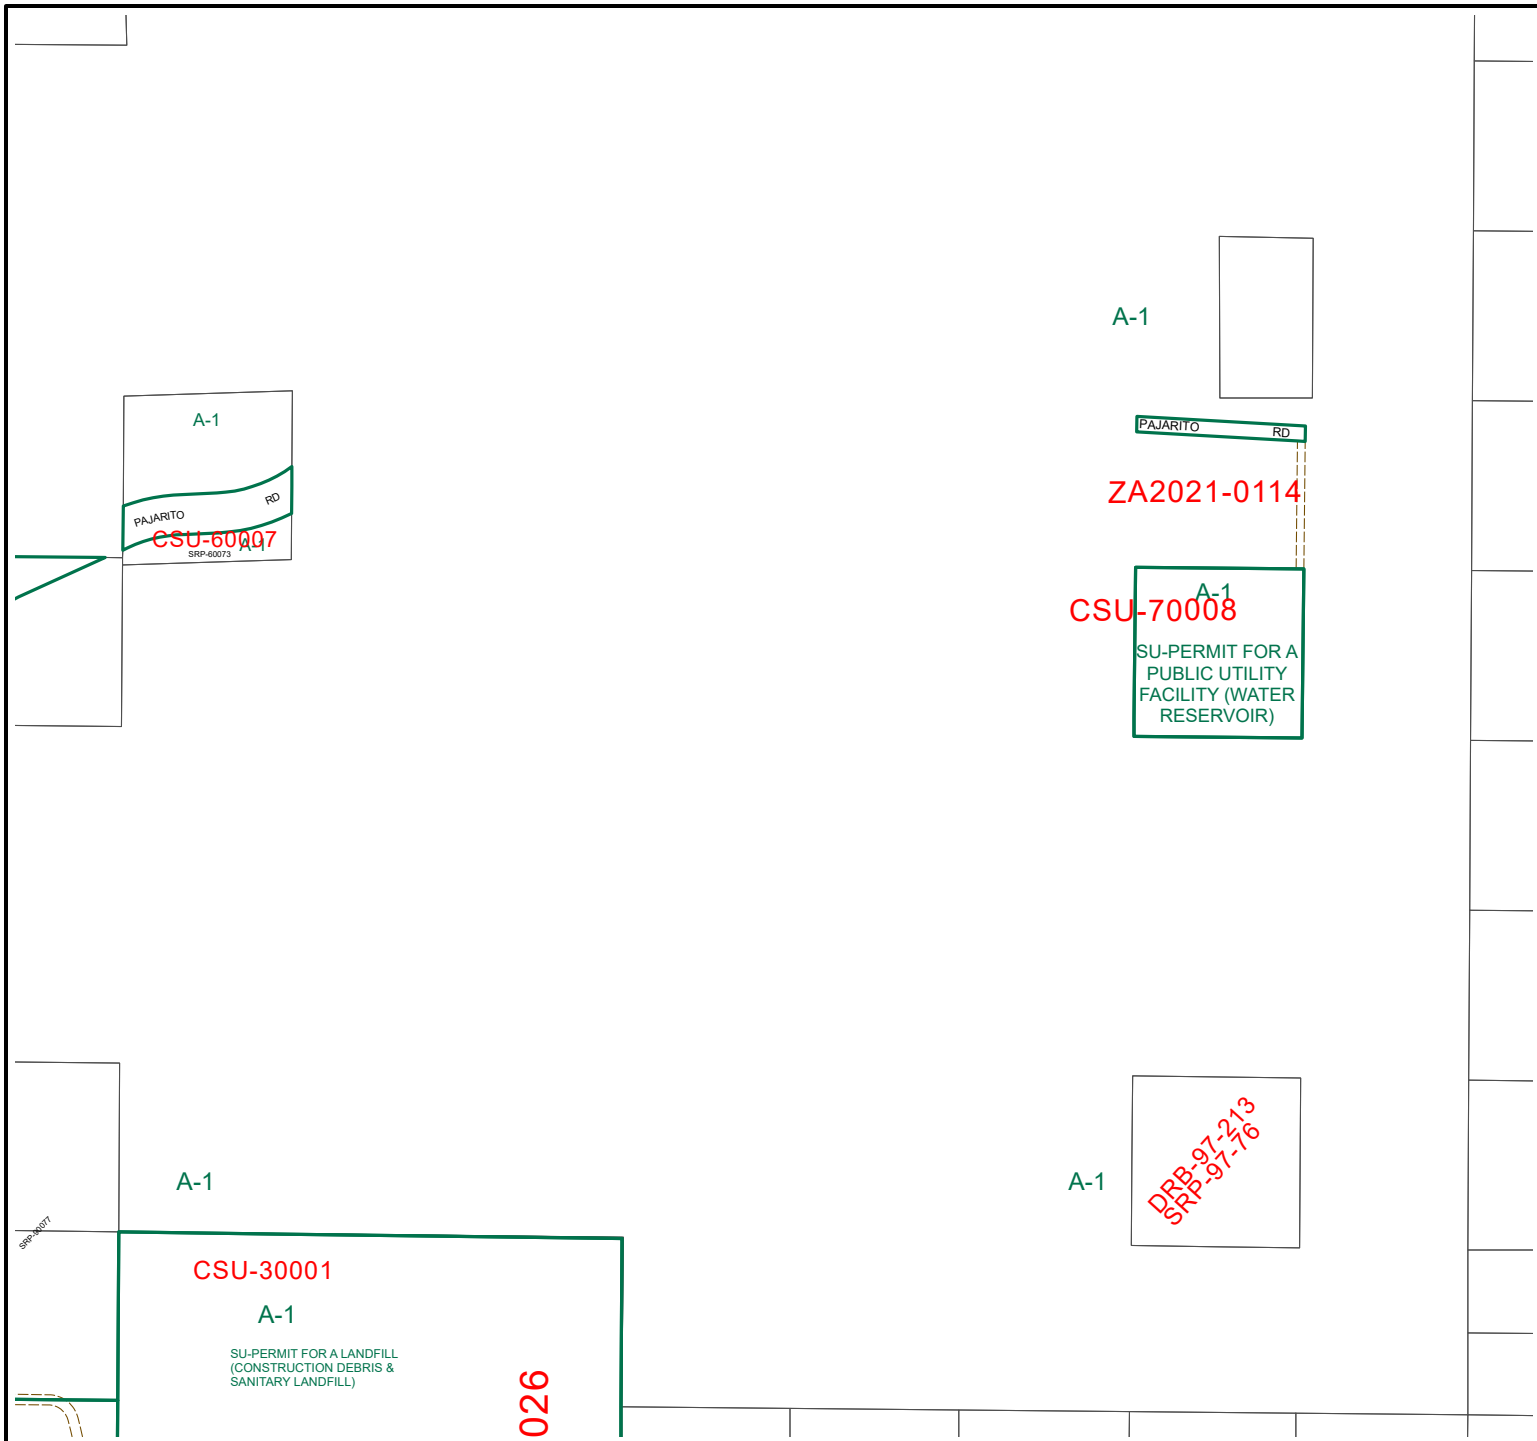 A-1
A-1
PAJARITO RD
PAJARITO RD
ZA2021-0114
CSU-60007
A-1
SRP-60073
A-1
CSU-70008
SU-PERMIT FOR A
PUBLIC UTILITY
FACILITY (WATER
RESERVOIR)
DRB-97-213
SRP-97-76
A-1
A-1
CSU-30001
A-1
SU-PERMIT FOR A LANDFILL
(CONSTRUCTION DEBRIS &
SANITARY LANDFILL)
026